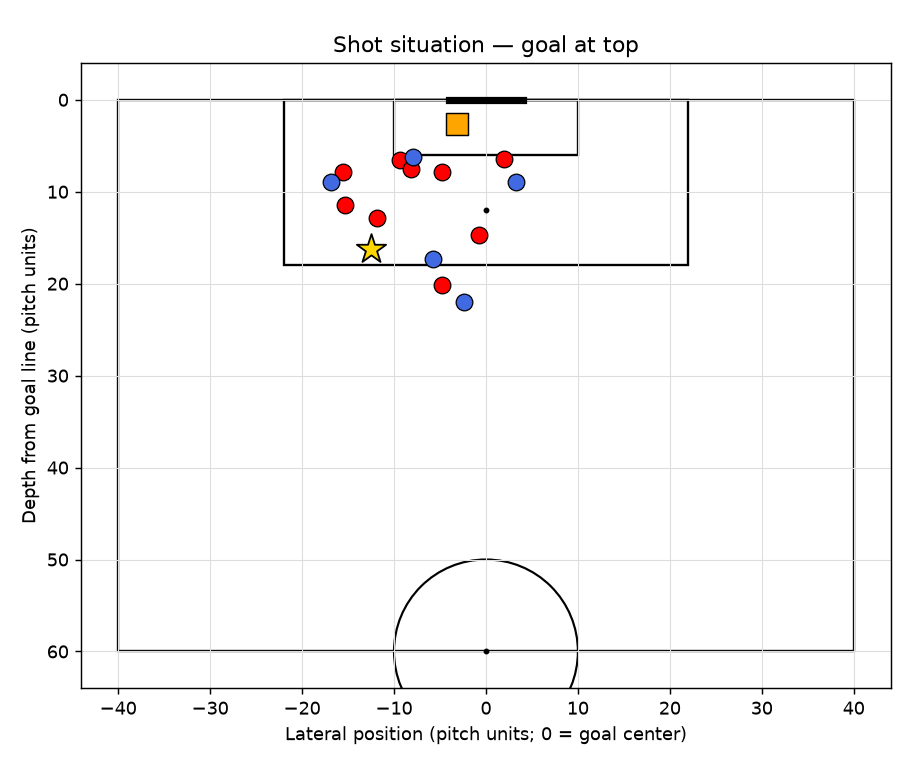 Shot situation — goal at top
Depth from goal line (pitch units)
0
10
20
30
40
50
60
−40 −30 −20 −10 0 10 20 30 40
Lateral position (pitch units; 0 = goal center)